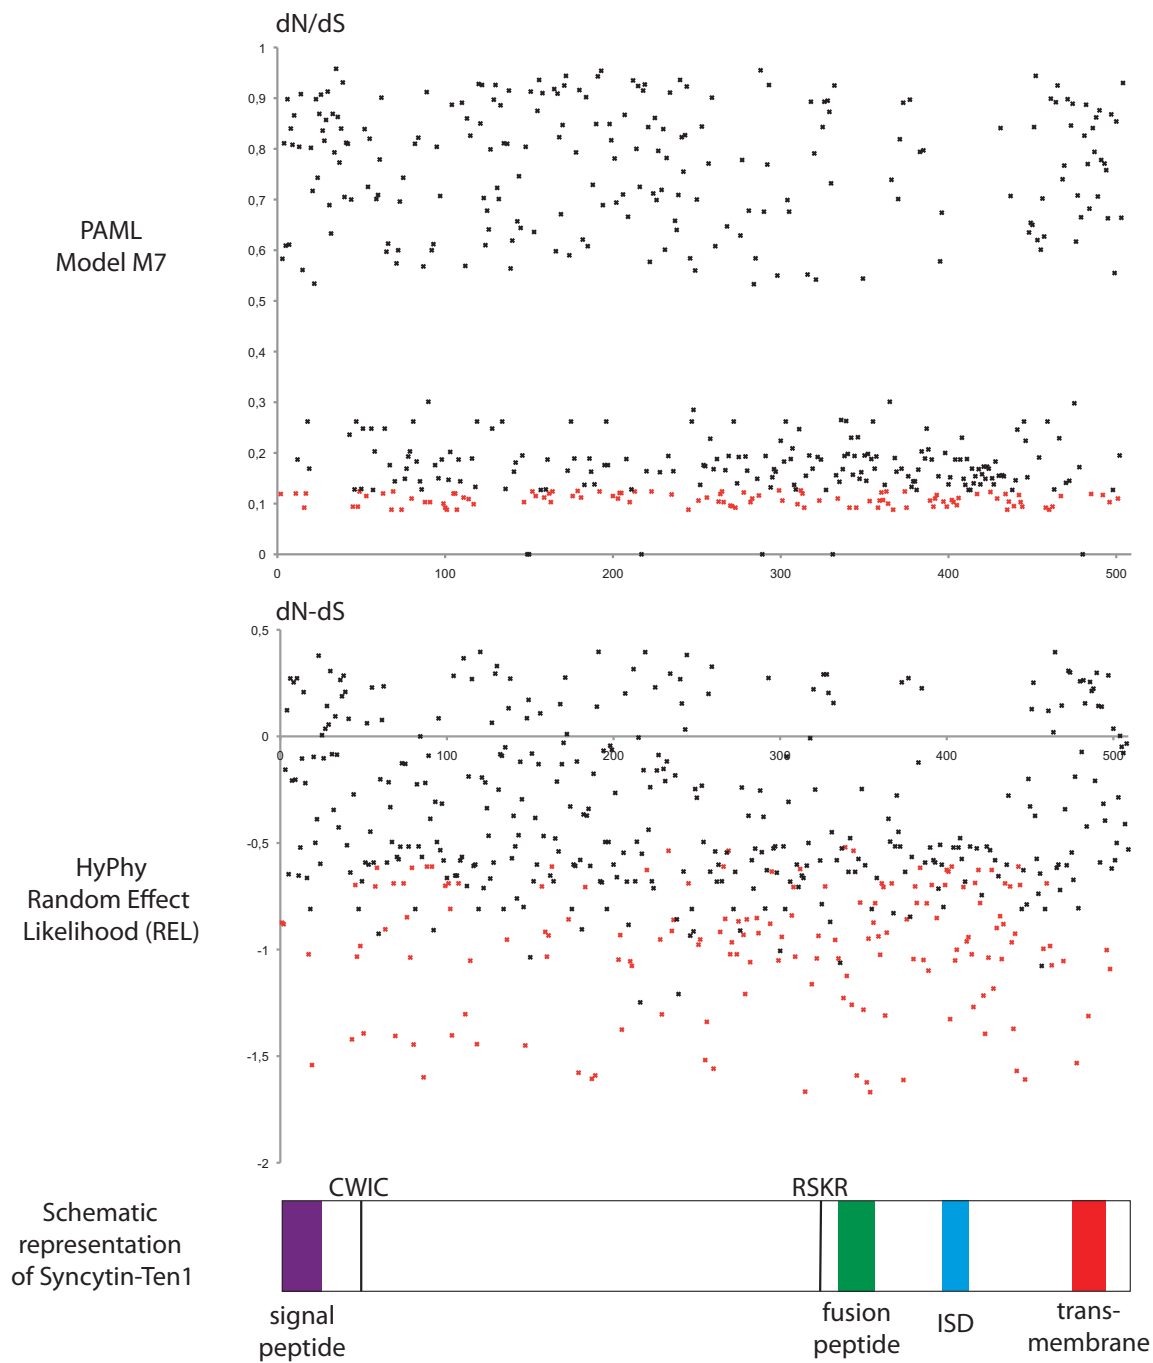 dN/dS
1
0,9
0,8
0,7
0,6
0,5
0,4
0,3
0,2
0,1
0
0 100 200 300 400 500
PAML
Model M7
dN-dS
0,5
0
-0,5
-1
-1,5
-2
0 100 200 300 400 500
HyPhy
Random Effect
Likelihood (REL)
CWIC RSKR
Schematic
representation
of Syncytin-Ten1
signal
peptide
fusion
peptide
ISD
trans-
membrane